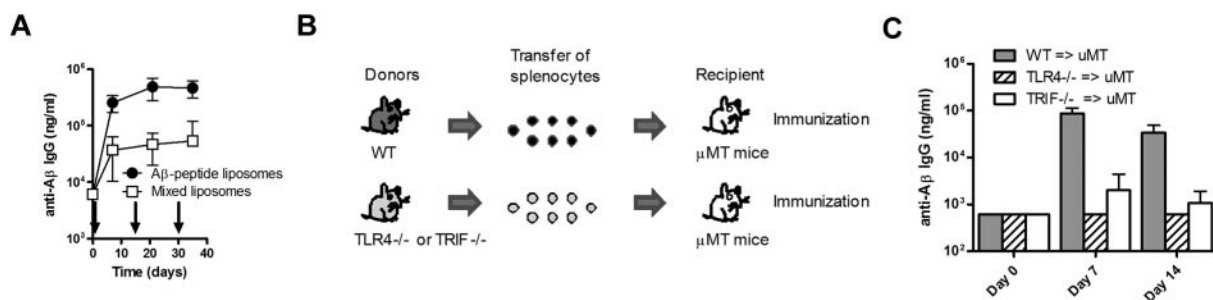 A
anti-Aβ IgG (ng/ml)
10⁶
10⁵
10⁴
10³
Aβ-peptide liposomes
Mixed liposomes
0 10 20 30 40
Time (days)
B
Donors
Transfer of
splenocytes
Recipient
WT
μMT mice
Immunization
TLR4-/- or TRIF-/-
μMT mice
Immunization
C
WT => uMT
TLR4-/- => uMT
TRIF-/- => uMT
anti-Aβ IgG (ng/ml)
10⁶
10⁵
10⁴
10³
10²
Day 0
Day 7
Day 14